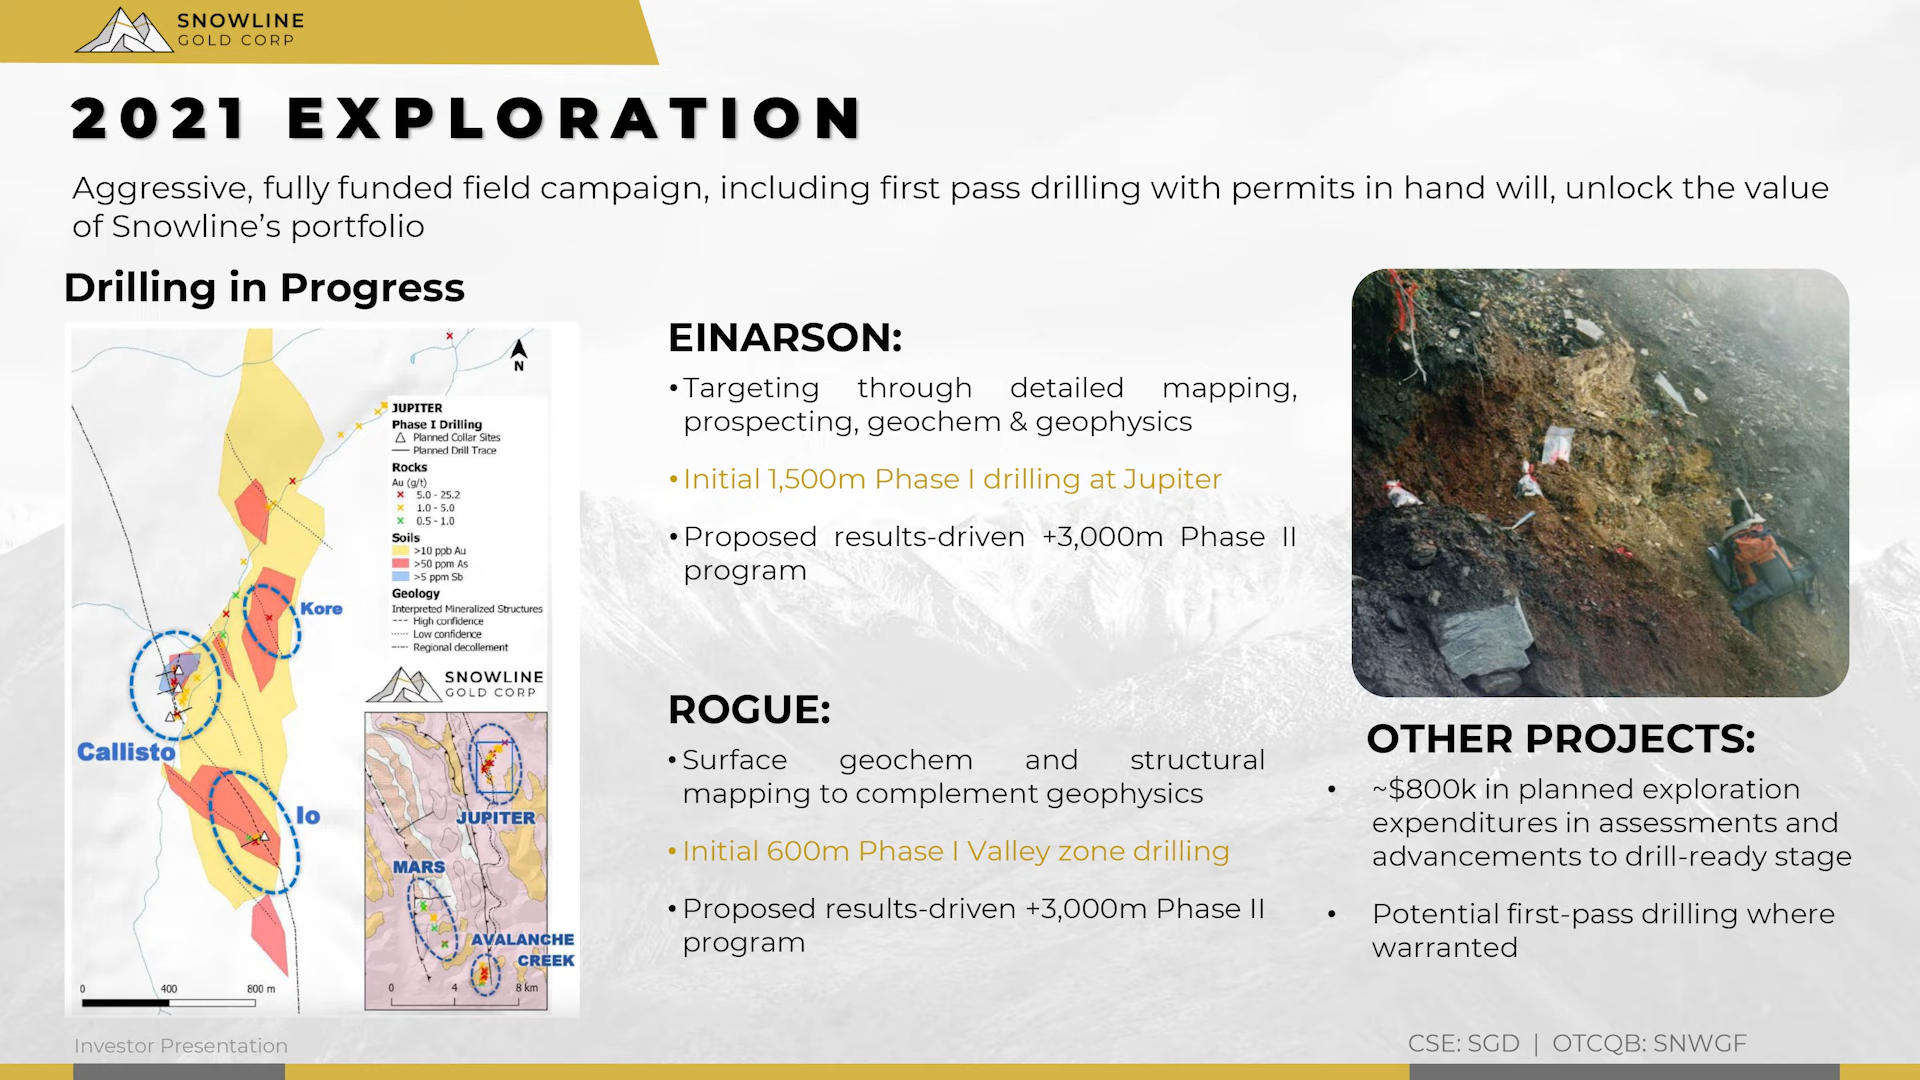 SNOWLINE
GOLD CORP
2021 EXPLORATION
Aggressive, fully funded field campaign, including first pass drilling with permits in hand will, unlock the value
of Snowline’s portfolio
Drilling in Progress
N
JUPITER
Phase I Drilling
Planned Collar Sites
Planned Drill Trace
Rocks
Au (g/t)
5.0 - 25.2
1.0 - 5.0
0.5 - 1.0
Soils
>10 ppb Au
>50 ppm As
>5 ppm Sb
Geology
Interpreted Mineralized Structures
High confidence
Low confidence
Regional decollement
SNOWLINE
GOLD CORP
Kore
Callisto
Io
JUPITER
MARS
AVALANCHE
CREEK
0 4 8 km
0 400 800 m
EINARSON:
•Targeting through detailed mapping,
prospecting, geochem & geophysics
•Initial 1,500m Phase I drilling at Jupiter
•Proposed results-driven +3,000m Phase II
program
ROGUE:
•Surface geochem and structural
mapping to complement geophysics
•Initial 600m Phase I Valley zone drilling
•Proposed results-driven +3,000m Phase II
program
OTHER PROJECTS:
• ~$800k in planned exploration
expenditures in assessments and
advancements to drill-ready stage
• Potential first-pass drilling where
warranted
Investor Presentation
CSE: SGD | OTCQB: SNWGF